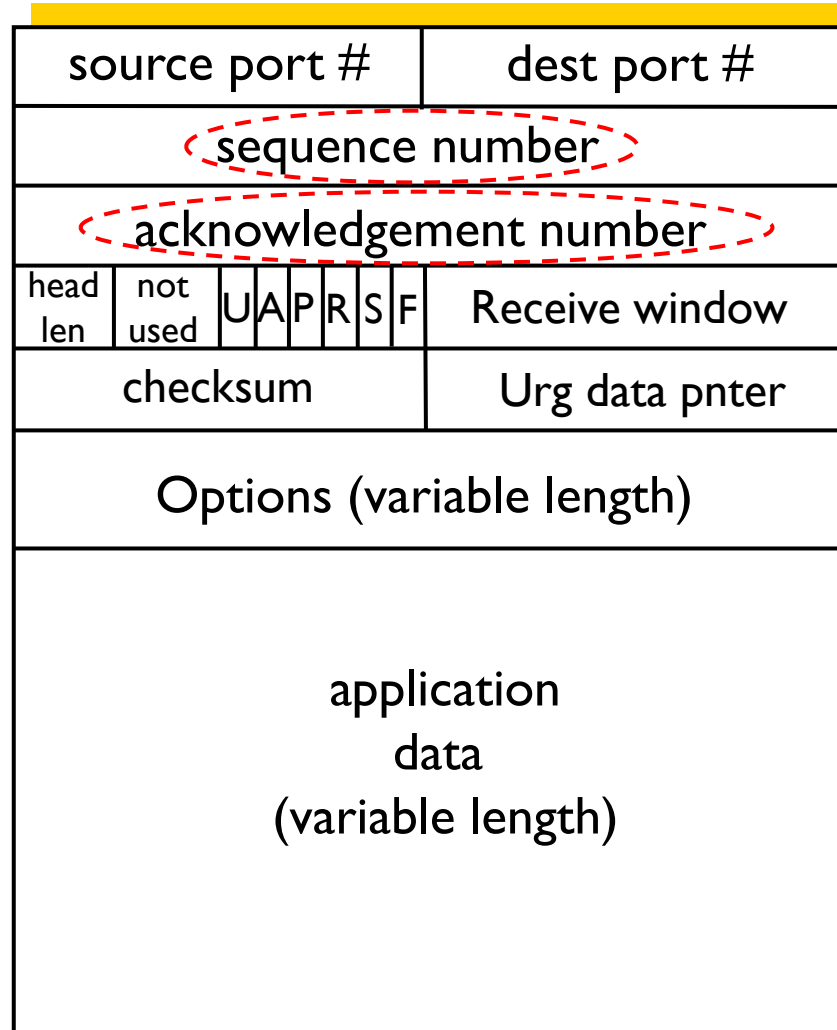 source port # dest port #
sequence number
acknowledgement number
head not U A P R S F Receive window
len used
checksum Urg data pnter
Options (variable length)
application
data
(variable length)